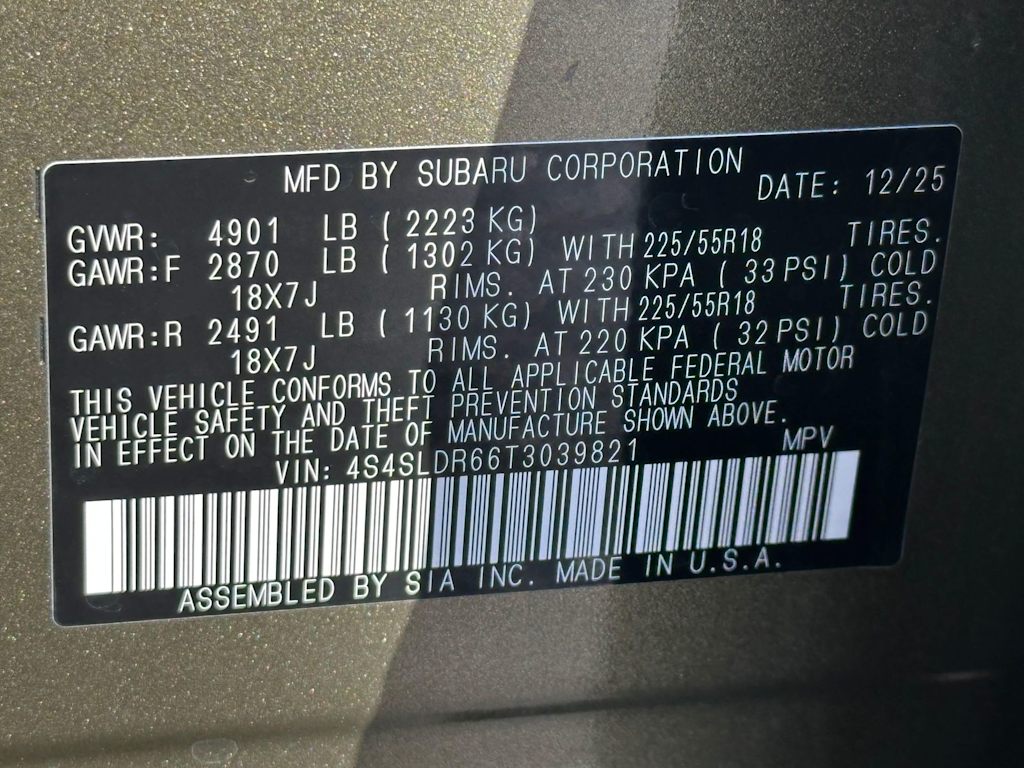 MFD BY SUBARU CORPORATION DATE: 12/25
GVWR: 4901 LB ( 2223 KG)
GAWR:F 2870 LB ( 1302 KG) WITH 225/55R18 TIRES.
18X7J RIMS. AT 230 KPA ( 33 PSI) COLD
GAWR:R 2491 LB ( 1130 KG) WITH 225/55R18 TIRES.
18X7J RIMS. AT 220 KPA ( 32 PSI) COLD
THIS VEHICLE CONFORMS TO ALL APPLICABLE FEDERAL MOTOR
VEHICLE SAFETY AND THEFT PREVENTION STANDARDS
IN EFFECT ON THE DATE OF MANUFACTURE SHOWN ABOVE.
VIN: 4S4SLDR66T3039821 MPV
ASSEMBLED BY SIA INC. MADE IN U.S.A.